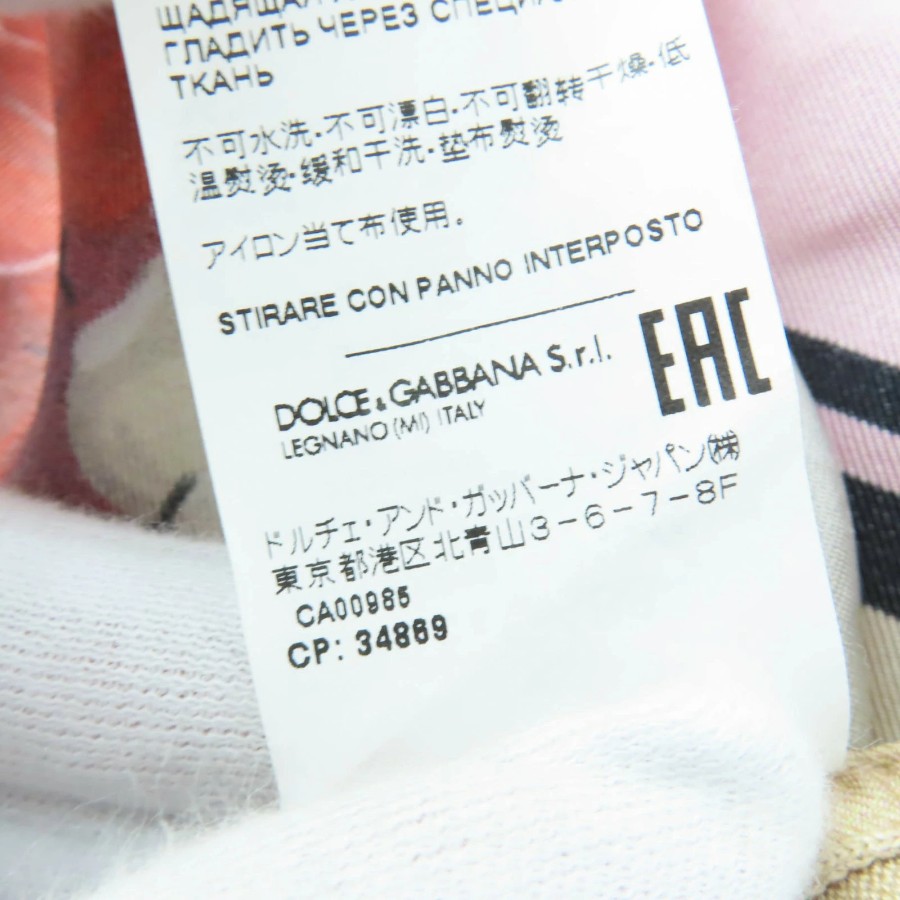 ЩАДЯЩАЯ
ГЛАДИТЬ ЧЕРЕЗ
ТКАНЬ
不可水洗·不可漂白·不可翻转干燥·低
温熨烫·缓和干洗·垫布熨烫
アイロン当て布使用。
STIRARE CON PANNO INTERPOSTO
DOLCE & GABBANA S.r.l.
LEGNANO (MI) ITALY
EAC
ドルチェ・アンド・ガッバーナ・ジャパン㈱
東京都港区北青山3-6-7-8F
CA00985
CP: 34869